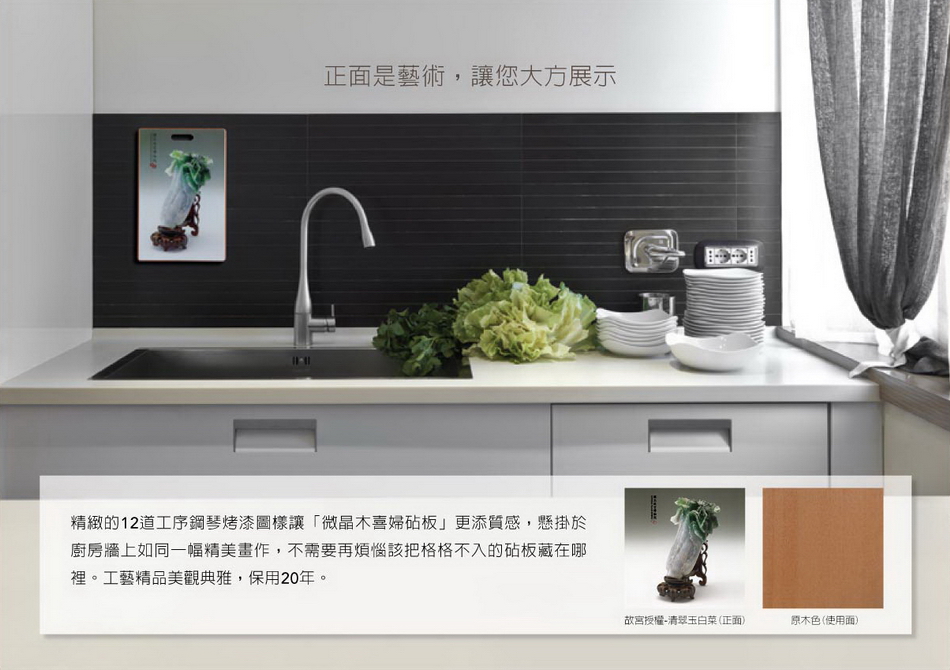 正面是藝術，讓您大方展示
精緻的12道工序鋼琴烤漆圖樣讓「微晶木喜婦砧板」更添質感，懸掛於
廚房牆上如同一幅精美畫作，不需要再煩惱該把格格不入的砧板藏在哪
裡。工藝精品美觀典雅，保用20年。
故宮授權-清翠玉白菜(正面)
原木色(使用面)